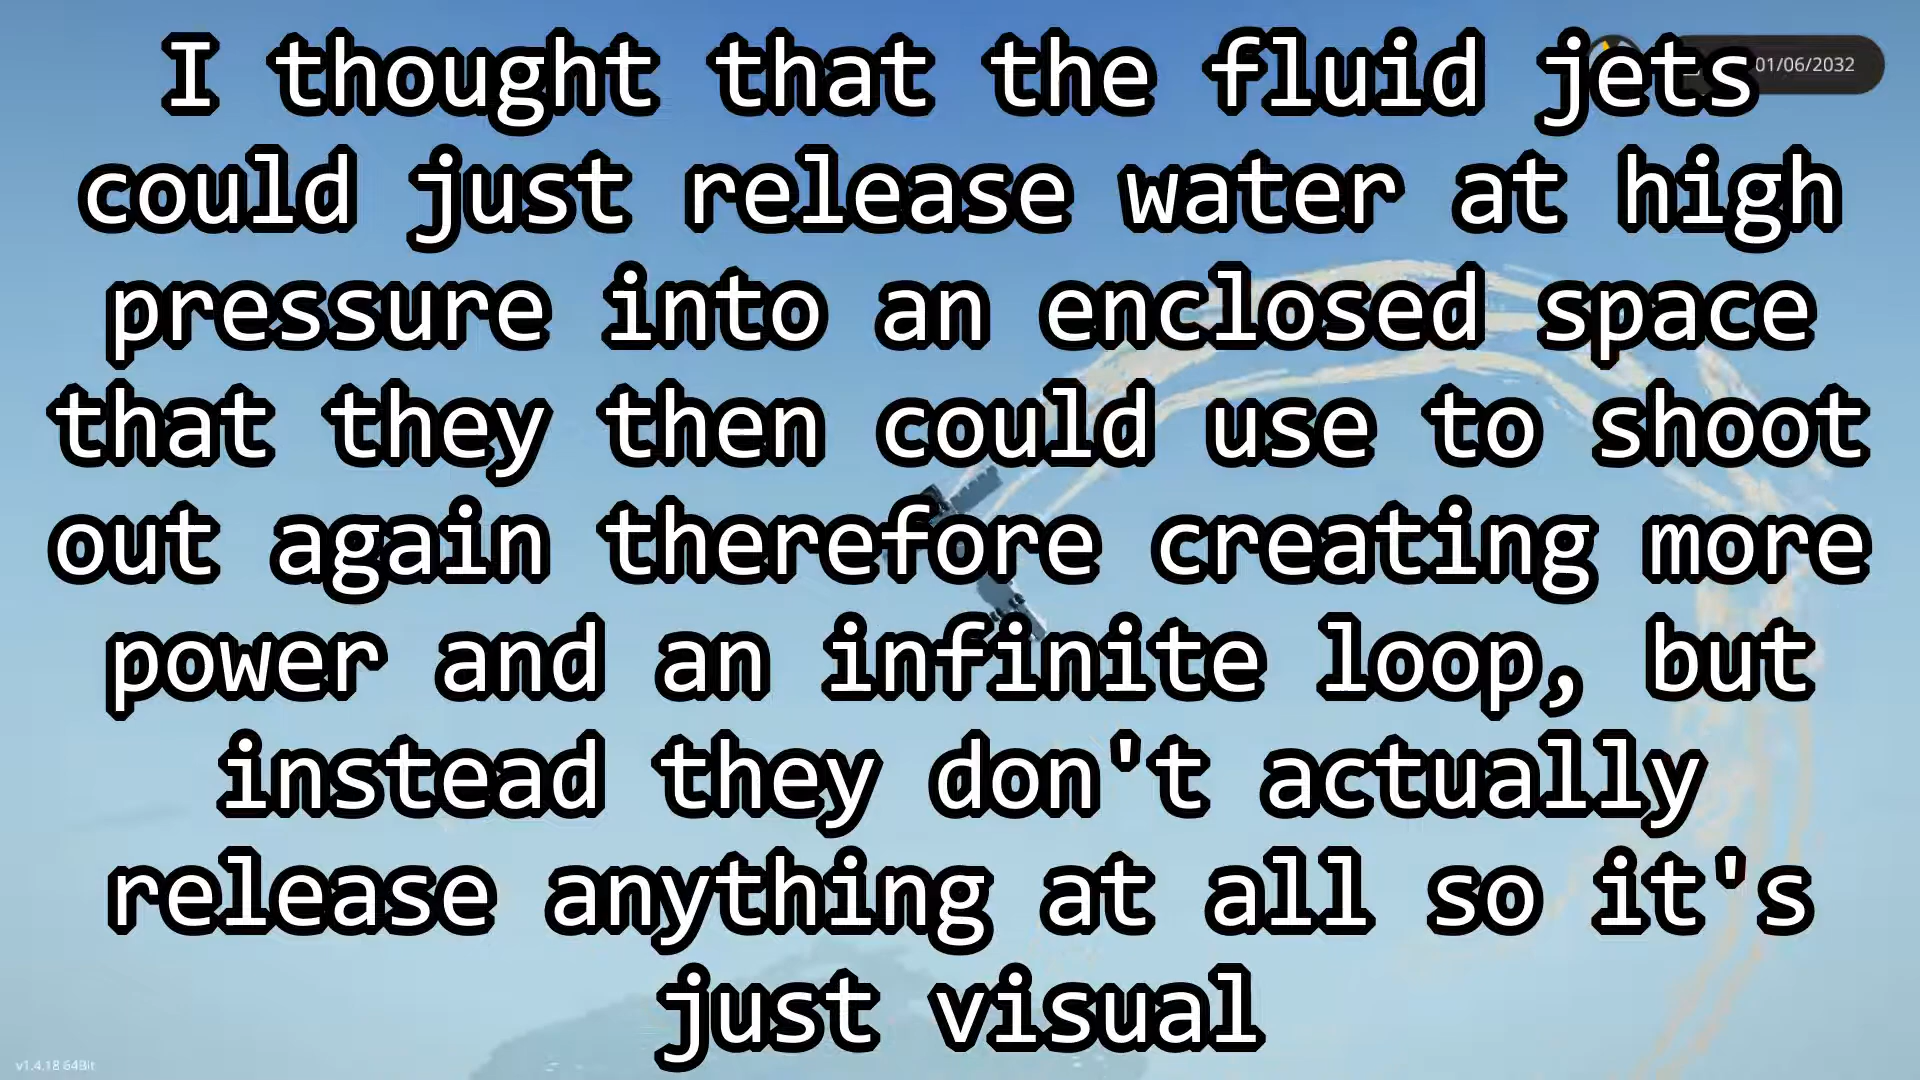 I thought that the fluid jets
01/06/2032
could just release water at high
pressure into an enclosed space
that they then could use to shoot
out again therefore creating more
power and an infinite loop, but
instead they don't actually
release anything at all so it's
just visual
v1.4.18 64Bit